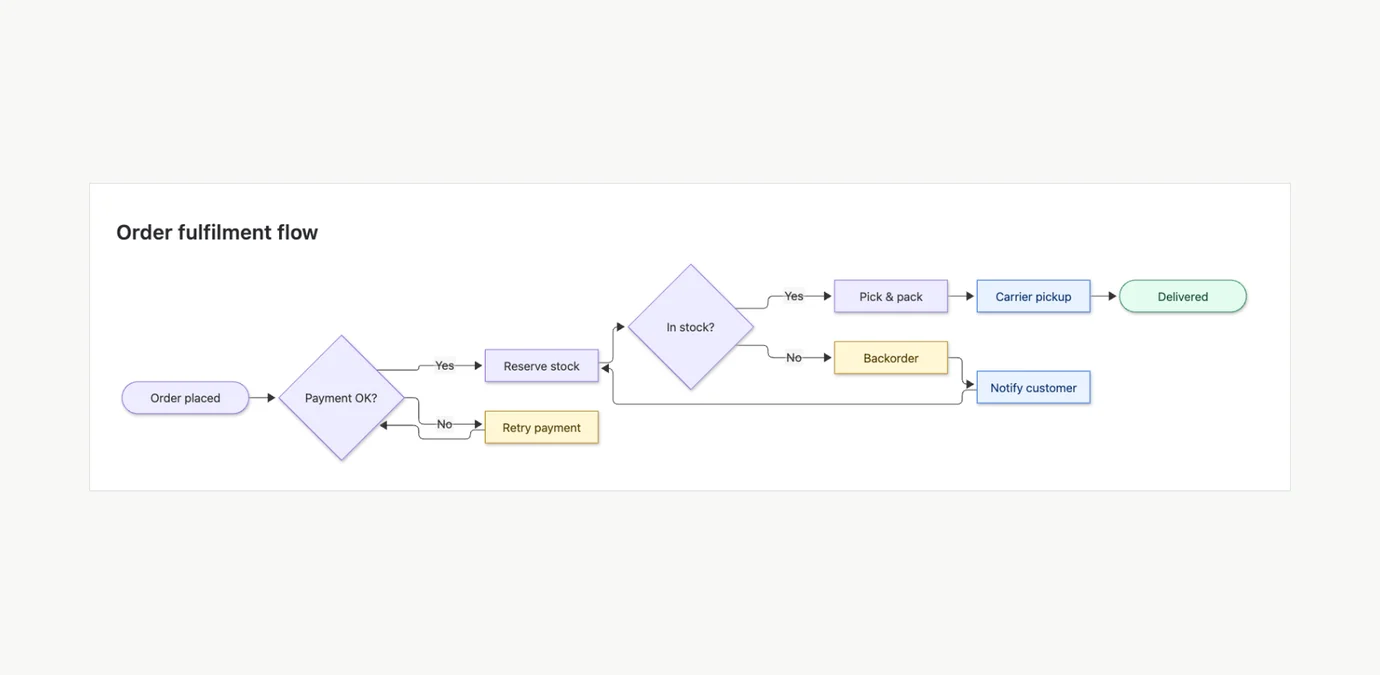 Order fulfilment flow
Order placed
Payment OK?
Yes
Reserve stock
No
Retry payment
In stock?
Yes
Pick & pack
Carrier pickup
Delivered
No
Backorder
Notify customer